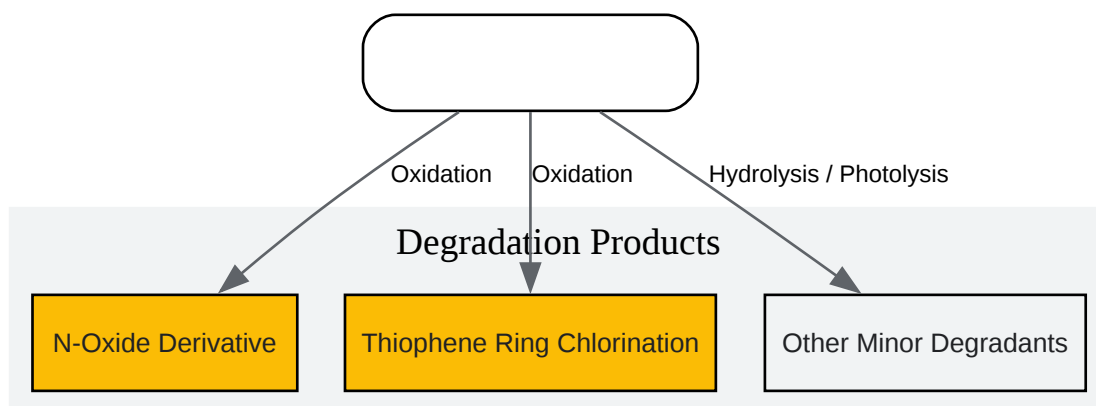 Oxidation
Oxidation
Hydrolysis / Photolysis
Degradation Products
N-Oxide Derivative
Thiophene Ring Chlorination
Other Minor Degradants